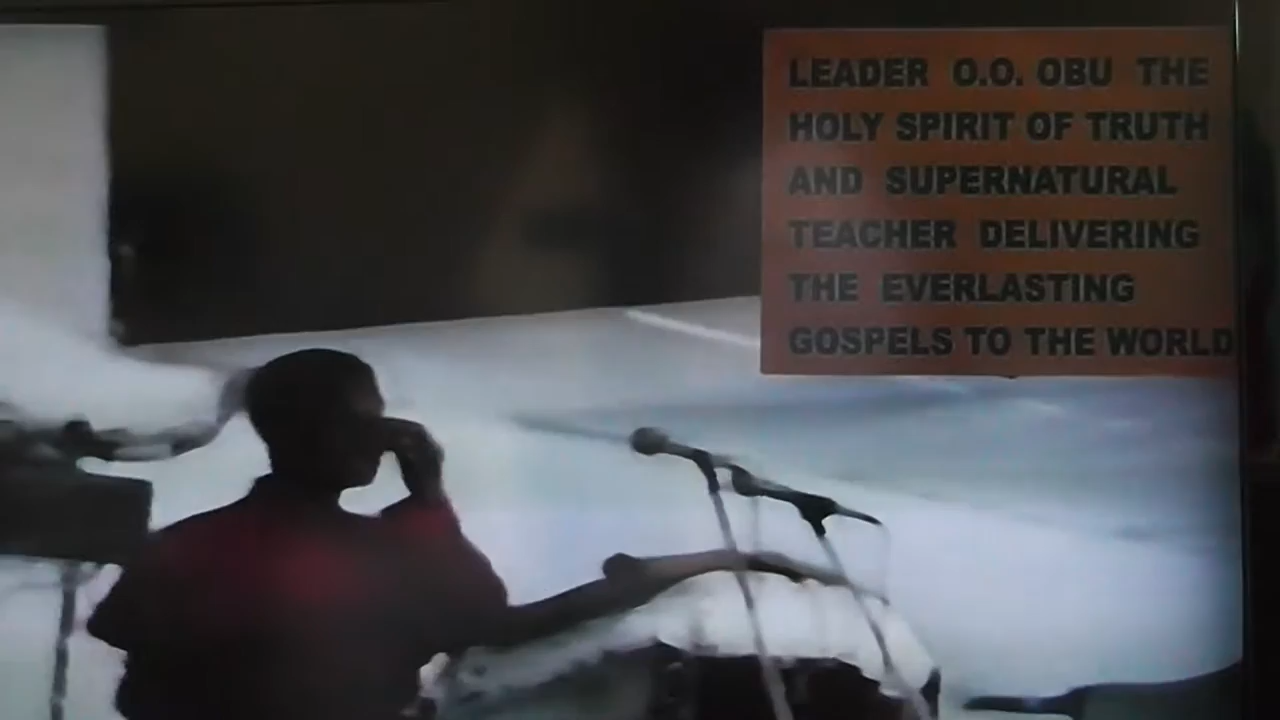 LEADER O.O. OBU THE
HOLY SPIRIT OF TRUTH
AND SUPERNATURAL
TEACHER DELIVERING
THE EVERLASTING
GOSPELS TO THE WORLD